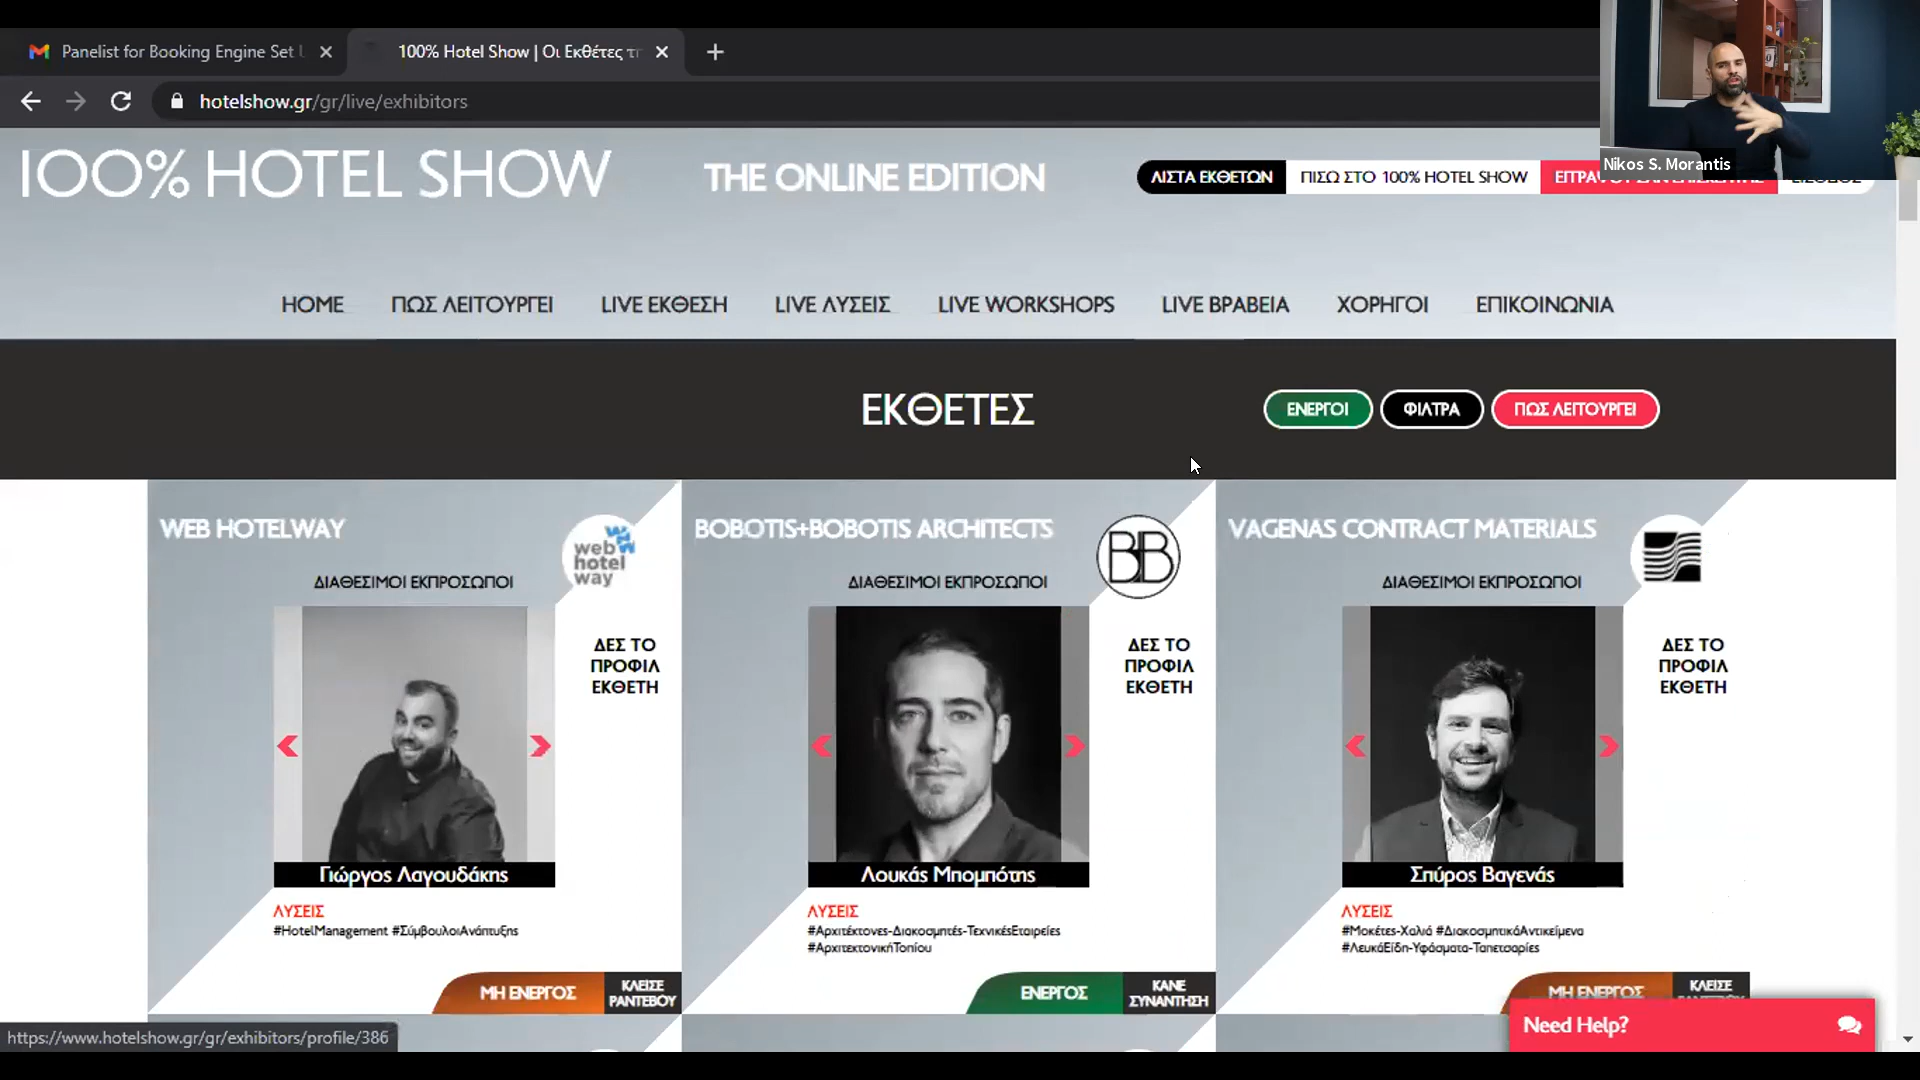 Panelist for Booking Engine Set
100% Hotel Show | Οι Εκθέτες τη
hotelshow.gr/gr/live/exhibitors
Nikos S. Morantis
100% HOTEL SHOW
THE ONLINE EDITION
ΛΙΣΤΑ ΕΚΘΕΤΩΝ
ΠΙΣΩ ΣΤΟ 100% HOTEL SHOW
HOME
ΠΩΣ ΛΕΙΤΟΥΡΓΕΙ
LIVE ΕΚΘΕΣΗ
LIVE ΛΥΣΕΙΣ
LIVE WORKSHOPS
LIVE ΒΡΑΒΕΙΑ
ΧΟΡΗΓΟΙ
ΕΠΙΚΟΙΝΩΝΙΑ
ΕΚΘΕΤΕΣ
ΕΝΕΡΓΟΙ
ΦΙΛΤΡΑ
ΠΩΣ ΛΕΙΤΟΥΡΓΕΙ
WEB HOTELWAY
web
hotel
way
ΔΙΑΘΕΣΙΜΟΙ ΕΚΠΡΟΣΩΠΟΙ
ΔΕΣ ΤΟ
ΠΡΟΦΙΛ
ΕΚΘΕΤΗ
Γιώργος Λαγουδάκης
ΛΥΣΕΙΣ
#HotelManagement #ΣύμβουλοιΑνάπτυξης
ΜΗ ΕΝΕΡΓΟΣ
ΚΛΕΙΣΕ
ΡΑΝΤΕΒΟΥ
BOBOTIS+BOBOTIS ARCHITECTS
BB
ΔΙΑΘΕΣΙΜΟΙ ΕΚΠΡΟΣΩΠΟΙ
ΔΕΣ ΤΟ
ΠΡΟΦΙΛ
ΕΚΘΕΤΗ
Λουκάς Μπομπότης
ΛΥΣΕΙΣ
#Αρχιτέκτονες-Διακοσμητές-ΤεχνικέςΕταιρείες
#ΑρχιτεκτονικήΤοπίου
ΕΝΕΡΓΟΣ
ΚΑΝΕ
ΣΥΝΑΝΤΗΣΗ
VAGENAS CONTRACT MATERIALS
ΔΙΑΘΕΣΙΜΟΙ ΕΚΠΡΟΣΩΠΟΙ
ΔΕΣ ΤΟ
ΠΡΟΦΙΛ
ΕΚΘΕΤΗ
Σπύρος Βαγενάς
ΛΥΣΕΙΣ
#Μοκέτες-Χαλιά #ΔιακοσμητικάΑντικείμενα
#ΛευκάΕίδη-Υφάσματα-Ταπετσαρίες
ΜΗ ΕΝΕΡΓΟΣ
ΚΛΕΙΣΕ
Need Help?
https://www.hotelshow.gr/gr/exhibitors/profile/386